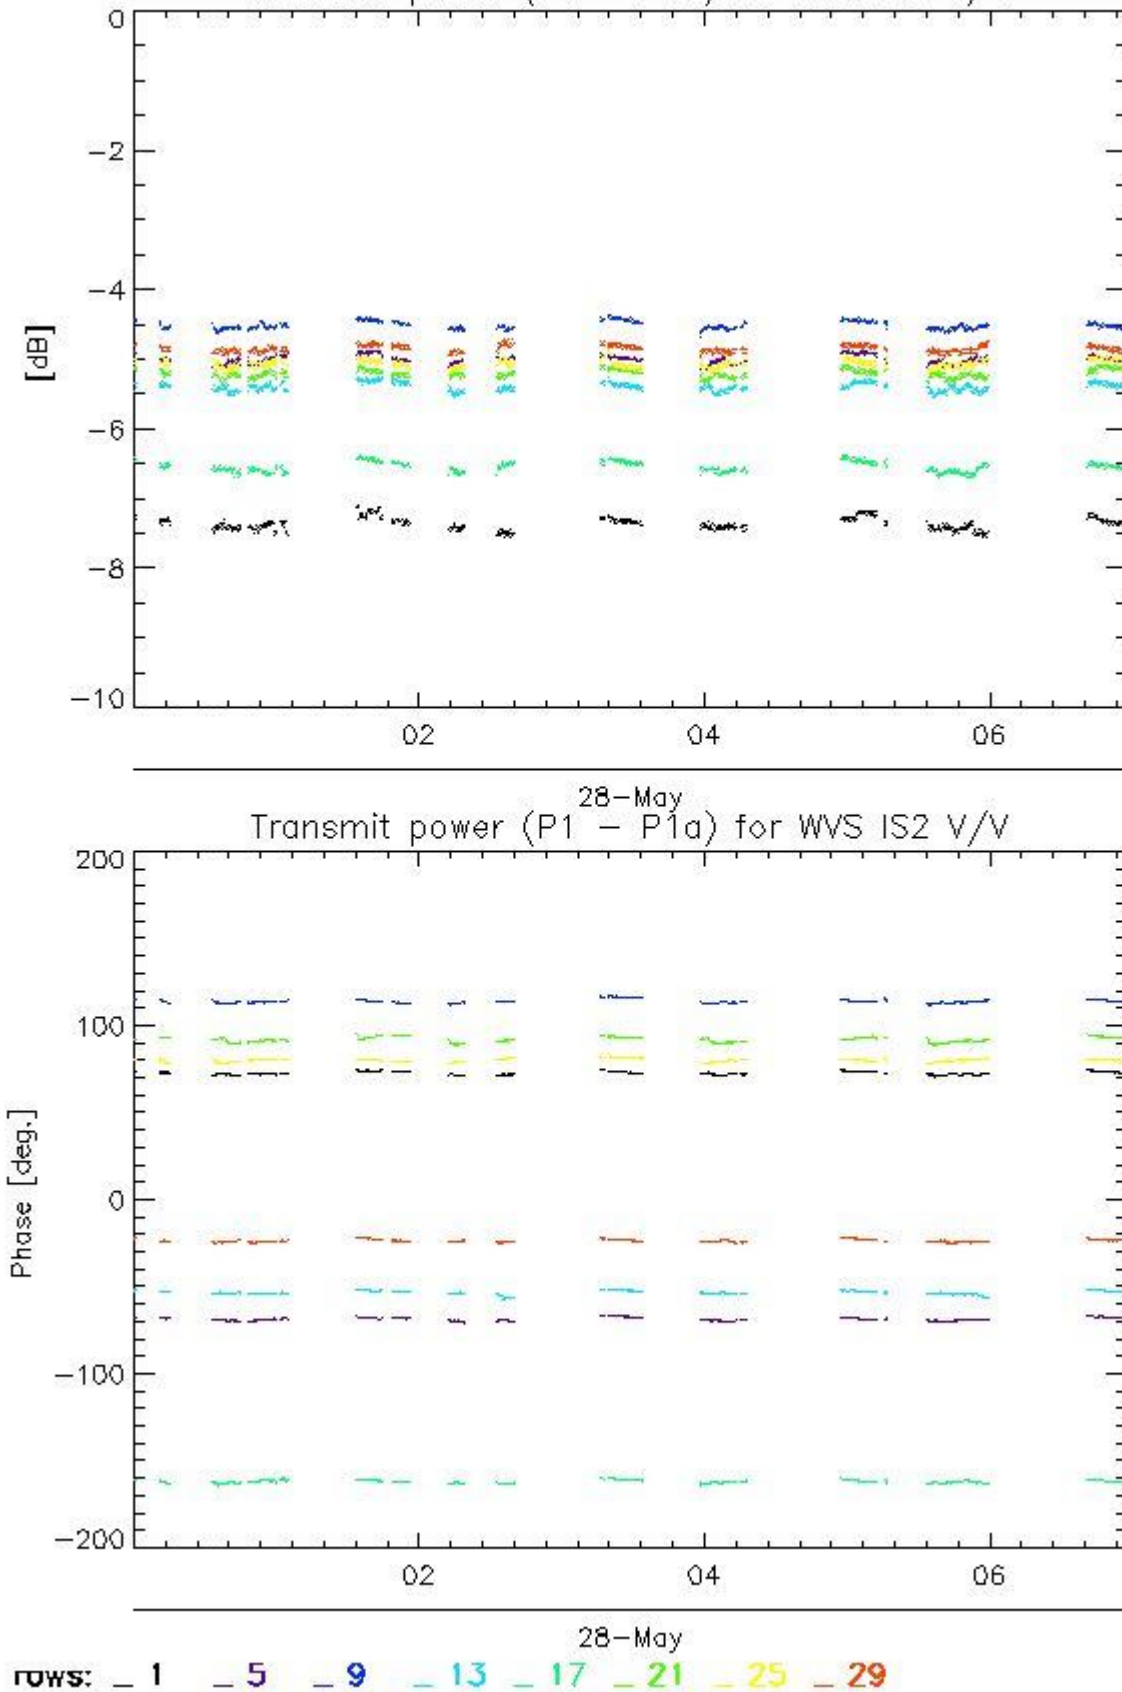 0
-2
-4
[dB]
-6
-8
-10
02 04 06
28-May
Transmit power (P1 - P1a) for WVS IS2 V/V
200
100
Phase [deg.]
0
-100
-200
02 04 06
28-May
rows: _ 1 _ 5 _ 9 _ 13 _ 17 _ 21 _ 25 _ 29